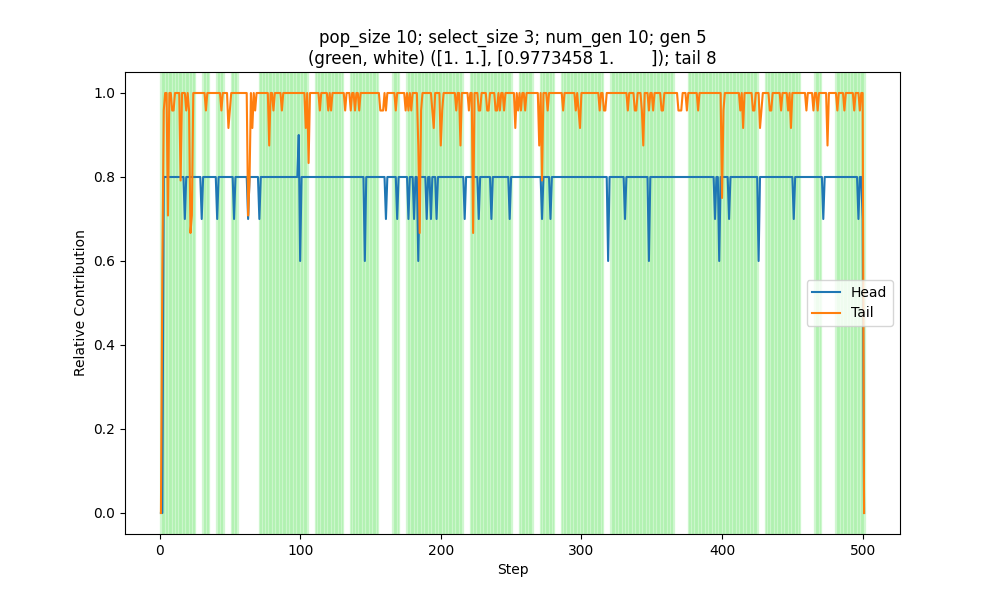 pop_size 10; select_size 3; num_gen 10; gen 5
(green, white) ([1. 1.], [0.9773458 1.        ]); tail 8
1.0
0.8
0.6
0.4
0.2
0.0
Relative Contribution
Head
Tail
0
100
200
300
400
500
Step